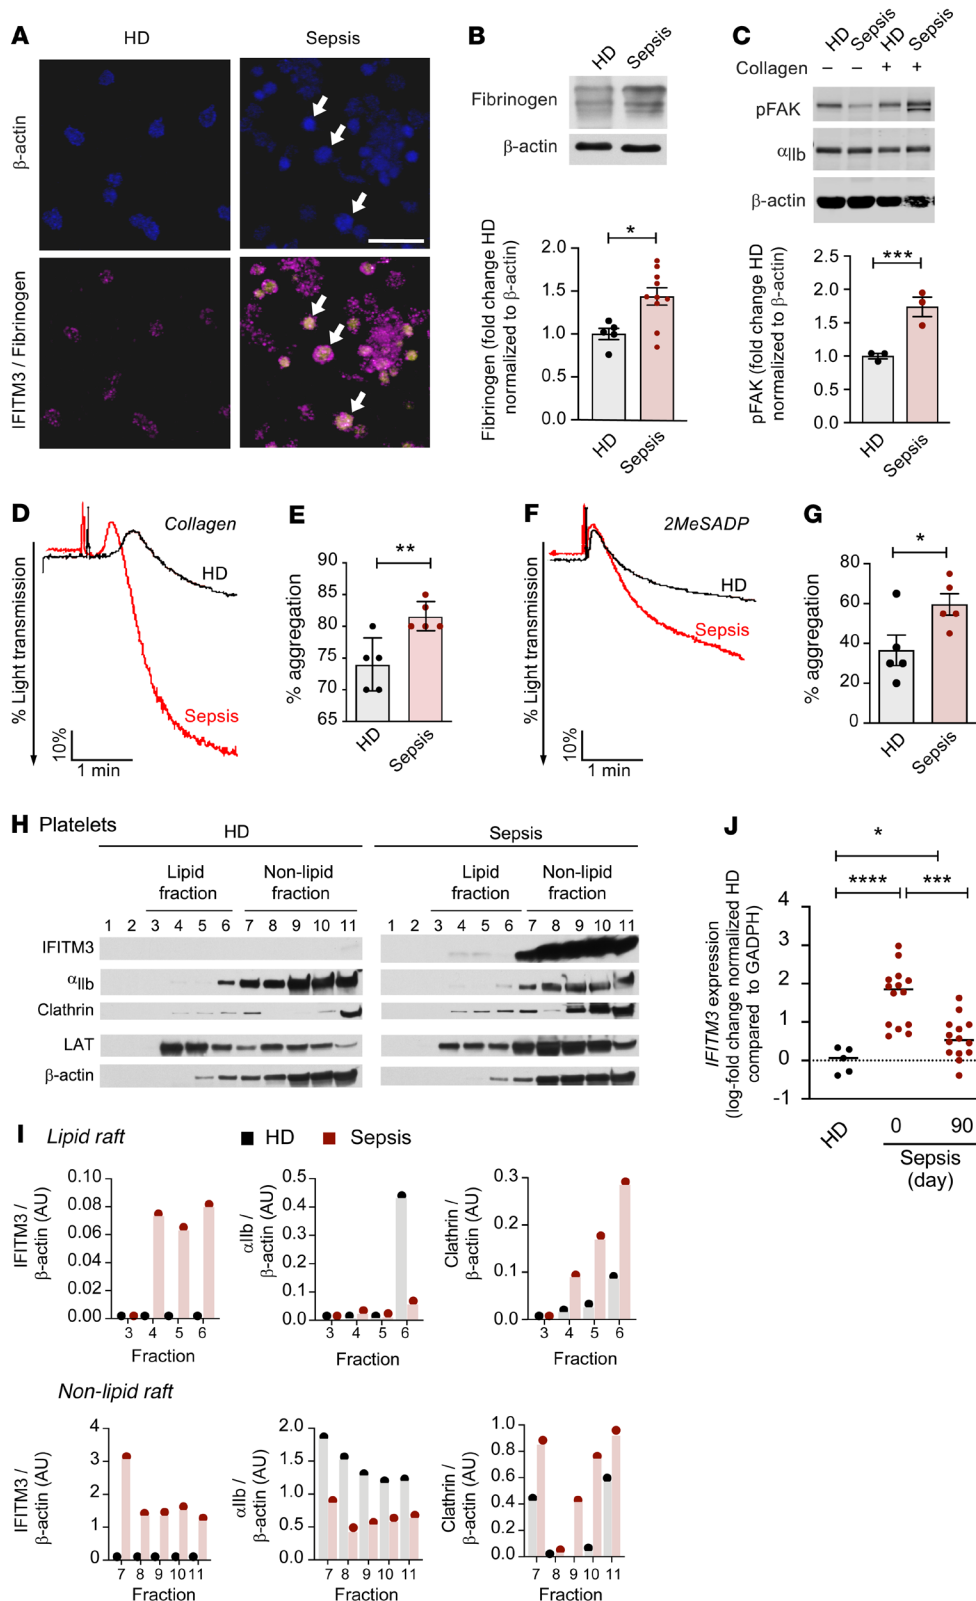 A
HD
Sepsis
β-actin
IFITM3 / Fibrinogen
B
HD
Sepsis
Fibrinogen
β-actin
Fibrinogen (fold change HD
normalized to β-actin)
2.0
1.5
1.0
0.5
0.0
*
HD
Sepsis
C
HD
Sepsis
HD
Sepsis
Collagen
– – + +
pFAK
αIIb
β-actin
pFAK (fold change HD
normalized to β-actin)
2.5
2.0
1.5
1.0
0.5
0.0
***
HD
Sepsis
D
Collagen
HD
Sepsis
% Light transmission
10%
1 min
E
**
% aggregation
90
85
80
75
70
65
HD
Sepsis
F
2MeSADP
HD
Sepsis
% Light transmission
10%
1 min
G
*
% aggregation
80
60
40
20
0
HD
Sepsis
H Platelets
HD
Sepsis
Lipid
fraction
Non-lipid
fraction
Lipid
fraction
Non-lipid
fraction
1 2 3 4 5 6 7 8 9 10 11
1 2 3 4 5 6 7 8 9 10 11
IFITM3
αIIb
Clathrin
LAT
β-actin
J
*
**** ***
IFITM3 expression
(log-fold change normalized HD
compared to GADPH)
4
3
2
1
0
-1
HD
0 90
Sepsis
(day)
I Lipid raft
HD Sepsis
IFITM3 /
β-actin (AU)
0.10
0.08
0.06
0.04
0.02
0.00
3 4 5 6
Fraction
αIIb /
β-actin (AU)
0.5
0.4
0.3
0.2
0.1
0.0
3 4 5 6
Fraction
Clathrin /
β-actin (AU)
0.3
0.2
0.1
0.0
3 4 5 6
Fraction
Non-lipid raft
IFITM3 /
β-actin (AU)
4
3
2
1
0
7 8 9 10 11
Fraction
αIIb /
β-actin (AU)
2.0
1.5
1.0
0.5
0.0
7 8 9 10 11
Fraction
Clathrin /
β-actin (AU)
1.0
0.8
0.6
0.4
0.2
0.0
7 8 9 10 11
Fraction